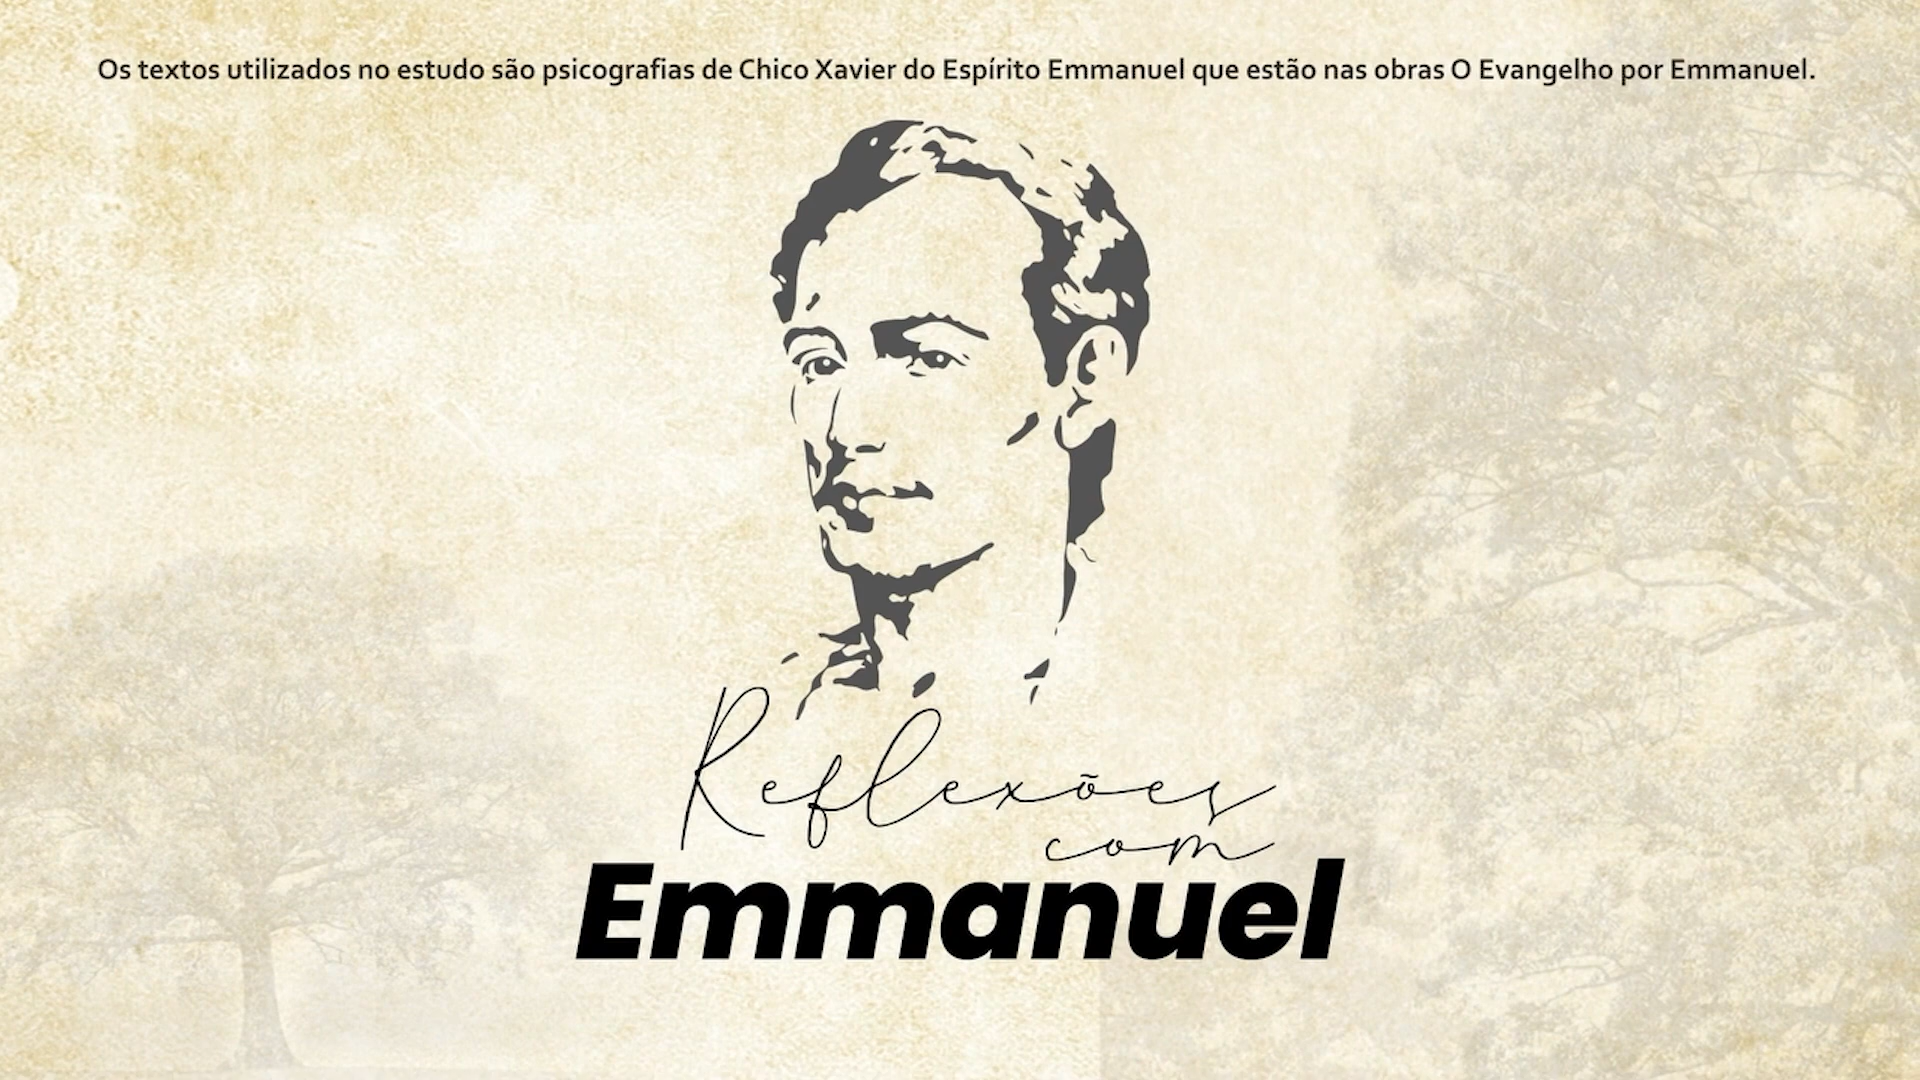 Os textos utilizados no estudo são psicografias de Chico Xavier do Espírito Emmanuel que estão nas obras O Evangelho por Emmanuel.
Reflexões
com
Emmanuel